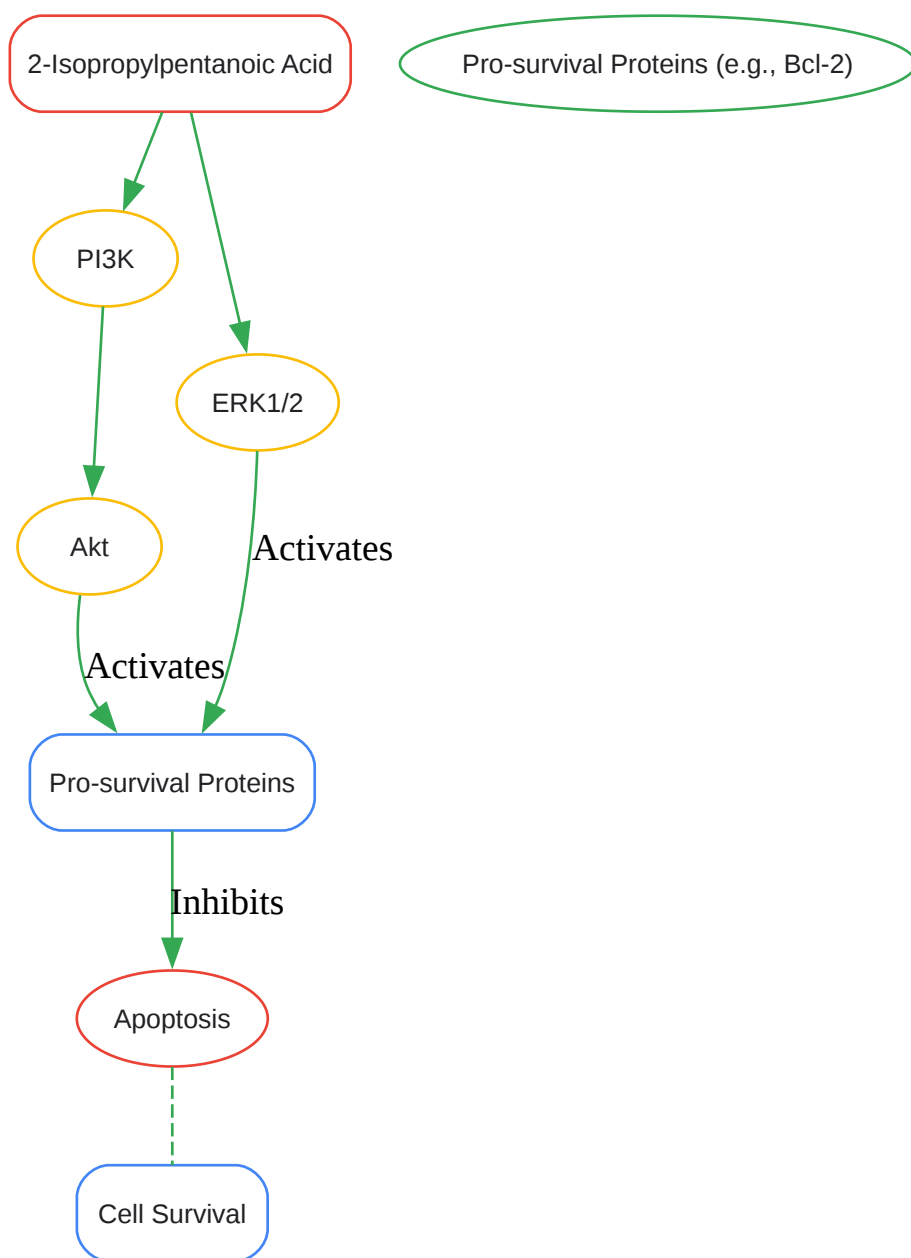 2-Isopropylpentanoic Acid
Pro-survival Proteins (e.g., Bcl-2)
PI3K
ERK1/2
Akt
Activates
Activates
Pro-survival Proteins
Inhibits
Apoptosis
Cell Survival